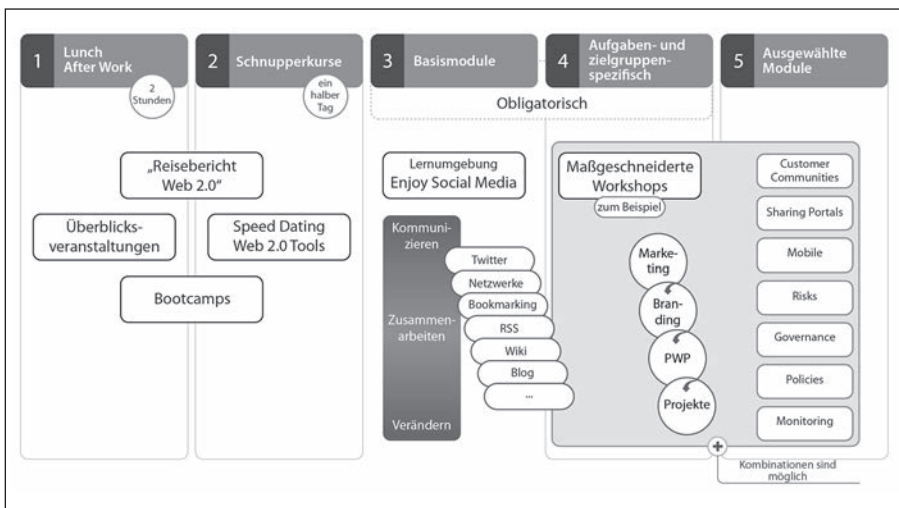 1 Lunch
After Work
2
Stunden
2 Schnupperkurse
ein
halber
Tag
3 Basismodule
4 Aufgaben- und
zielgruppen-
spezifisch
5 Ausgewählte
Module
Obligatorisch
„Reisebericht
Web 2.0"
Überblicks-
veranstaltungen
Speed Dating
Web 2.0 Tools
Bootcamps
Lernumgebung
Enjoy Social Media
Kommuni-
zieren
Zusammen-
arbeiten
Verändern
Twitter
Netzwerke
Bookmarking
RSS
Wiki
Blog
...
Maßgeschneiderte
Workshops
zum Beispiel
Marke-
ting
Bran-
ding
PWP
Projekte
Customer
Communities
Sharing Portals
Mobile
Risks
Governance
Policies
Monitoring
+
Kombinationen sind
möglich